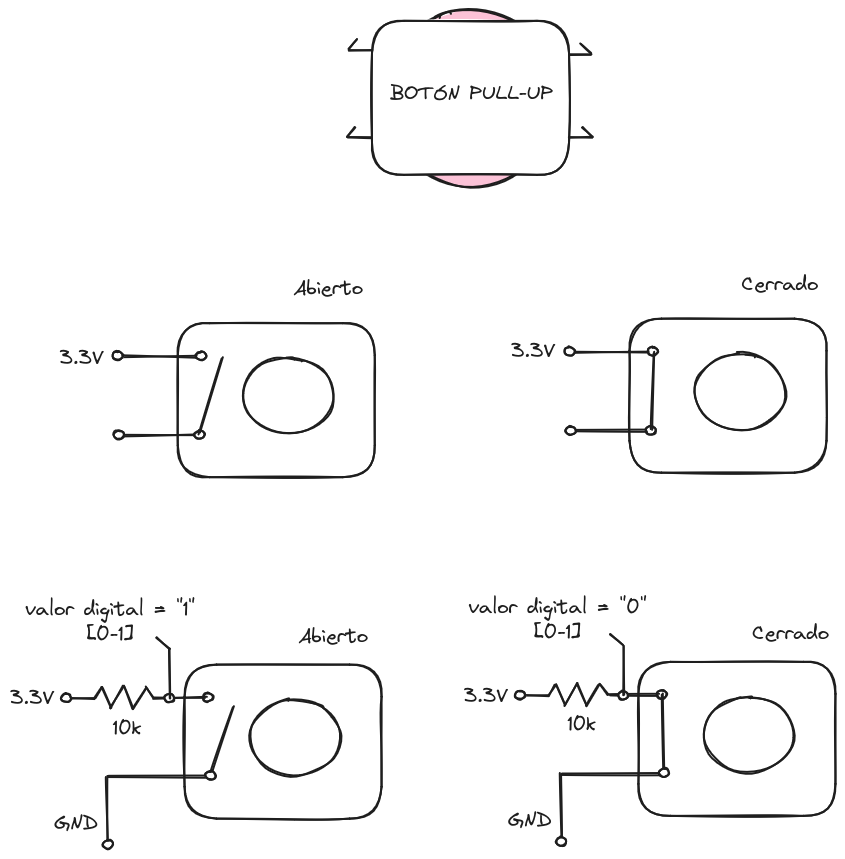 BOTÓN PULL-UP
Abierto
Cerrado
3.3V
3.3V
valor digital = "1"
[0-1]
Abierto
3.3V
10k
GND
valor digital = "0"
[0-1]
Cerrado
3.3V
10k
GND